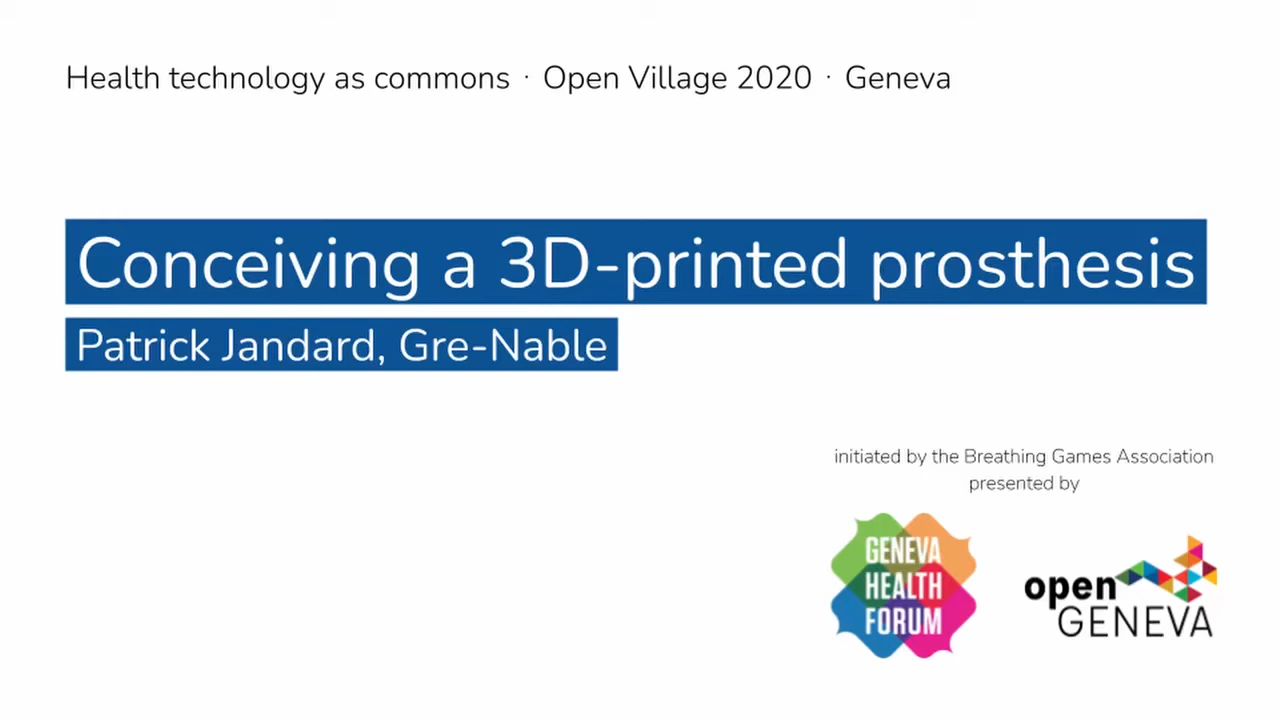 Health technology as commons · Open Village 2020 · Geneva
Conceiving a 3D-printed prosthesis
Patrick Jandard, Gre-Nable
initiated by the Breathing Games Association
presented by
GENEVA
HEALTH
FORUM
open
GENEVA